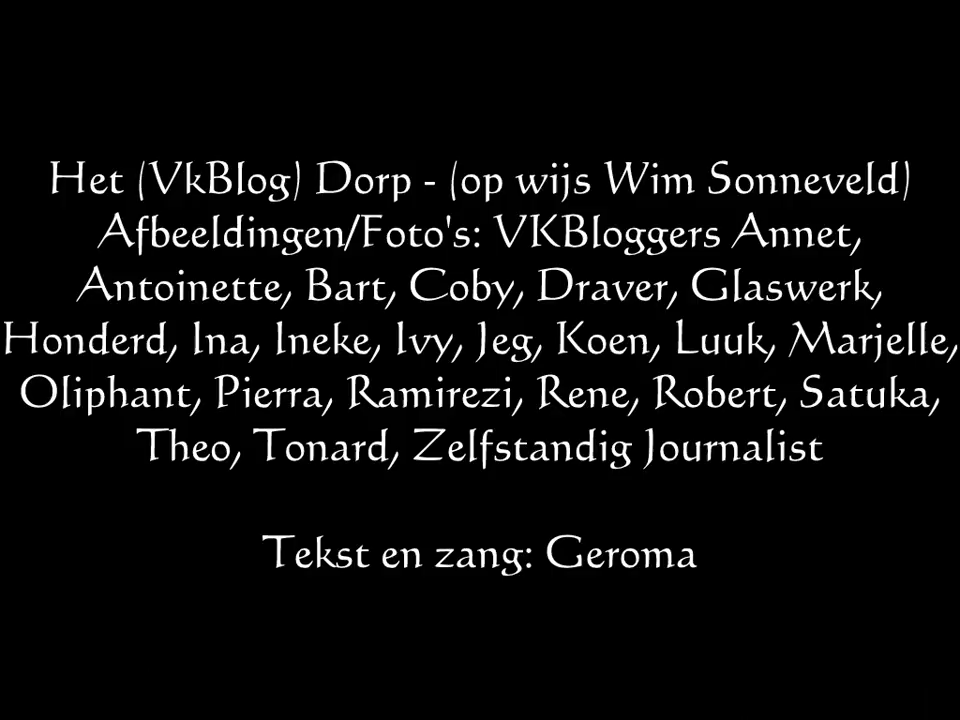 Het (VkBlog) Dorp - (op wijs Wim Sonneveld)
Afbeeldingen/Foto's: VKBloggers Annet,
Antoinette, Bart, Coby, Draver, Glaswerk,
Honderd, Ina, Ineke, Ivy, Jeg, Koen, Luuk, Marjelle,
Oliphant, Pierra, Ramirezi, Rene, Robert, Satuka,
Theo, Tonard, Zelfstandig Journalist
Tekst en zang: Geroma